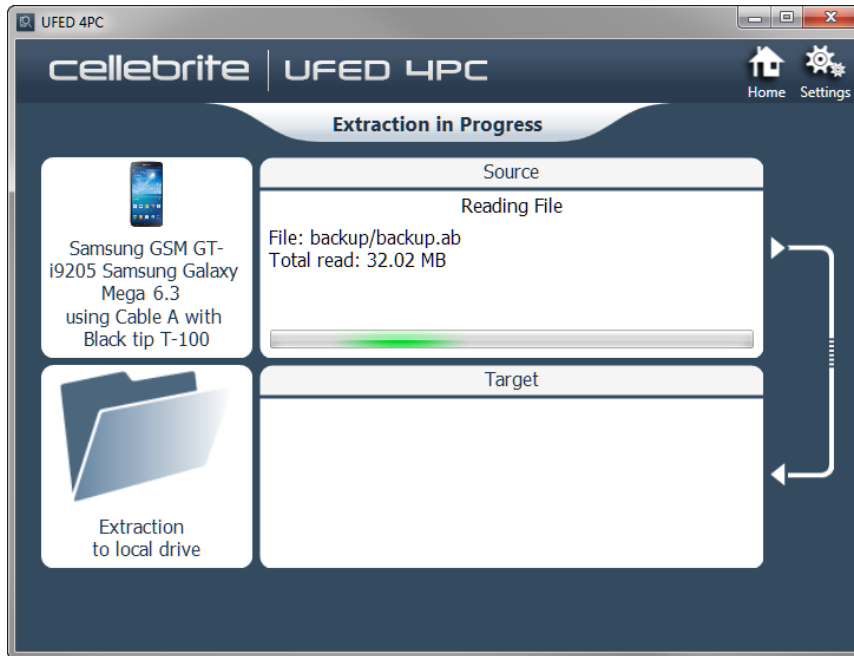 UFED 4PC
cellebrite UFED 4PC
Home Settings
Extraction in Progress
Samsung GSM GT-
i9205 Samsung Galaxy
Mega 6.3
using Cable A with
Black tip T-100
Source
Reading File
File: backup/backup.ab
Total read: 32.02 MB
Extraction
to local drive
Target